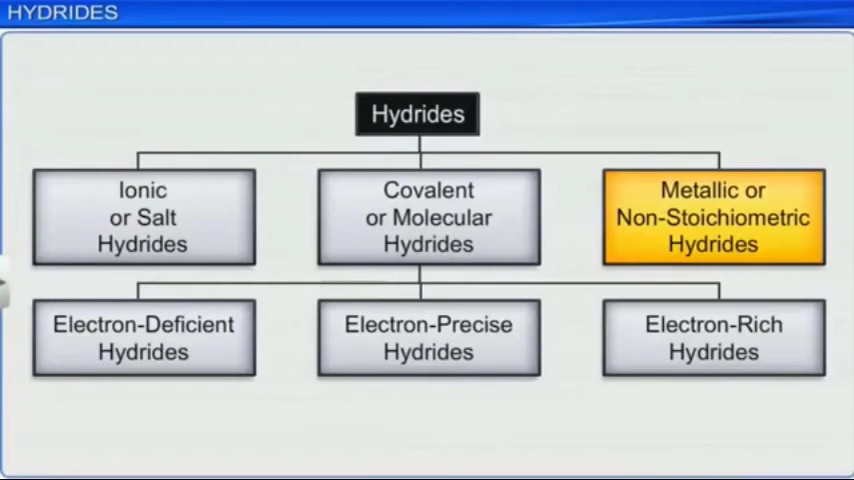 HYDRIDES
Hydrides
Ionic
or Salt
Hydrides
Covalent
or Molecular
Hydrides
Metallic or
Non-Stoichiometric
Hydrides
Electron-Deficient
Hydrides
Electron-Precise
Hydrides
Electron-Rich
Hydrides